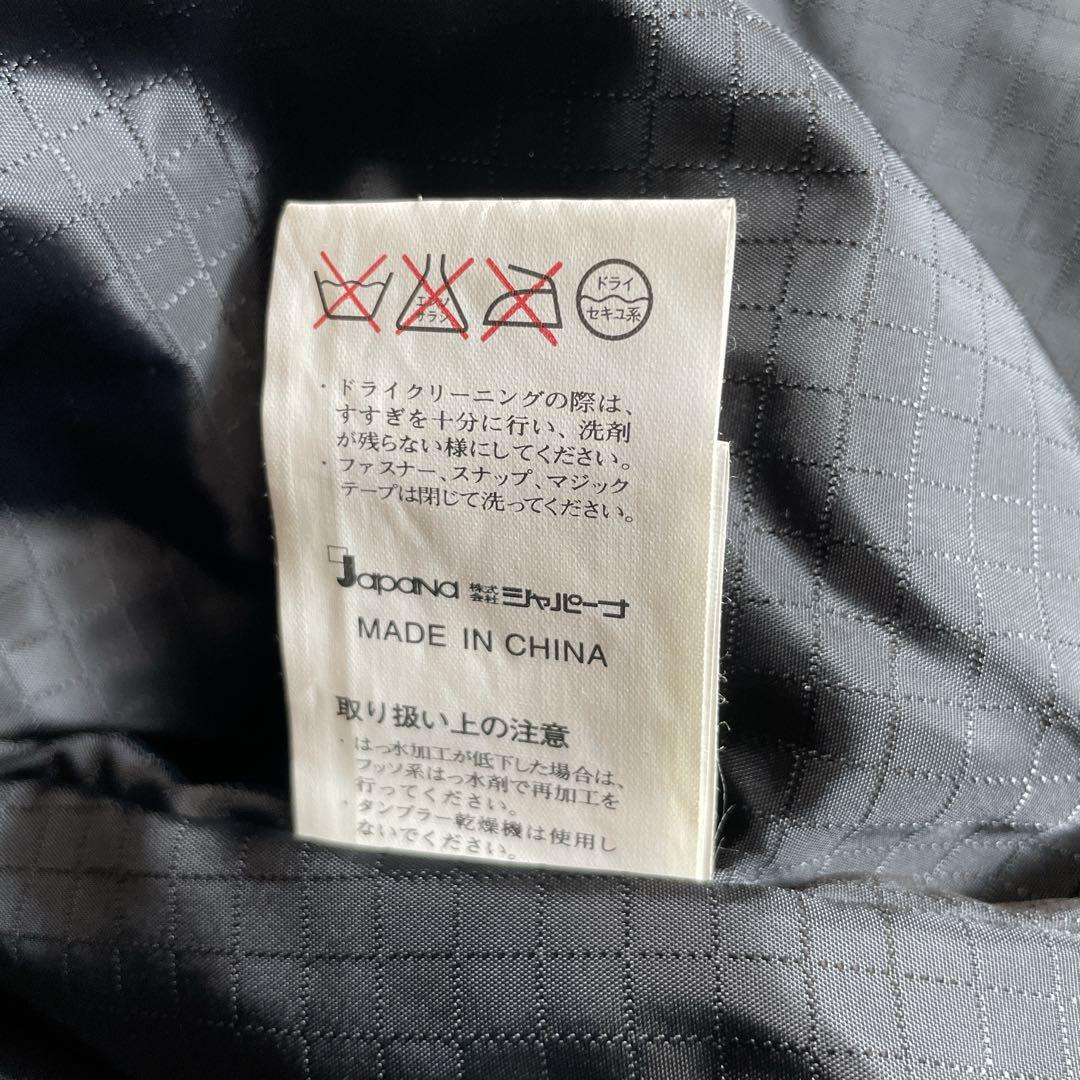 エンソ
サラシ
ドライ
セキユ系
・ドライクリーニングの際は、
すすぎを十分に行い、洗剤
が残らない様にしてください。
・ファスナー、スナップ、マジック
テープは閉じて洗ってください。
Japana 株式会社 ジャパーナ
MADE IN CHINA
取り扱い上の注意
・はっ水加工が低下した場合は、
フッソ系はっ水剤で再加工を
行ってください。
・タンブラー乾燥機は使用し
ないでください。